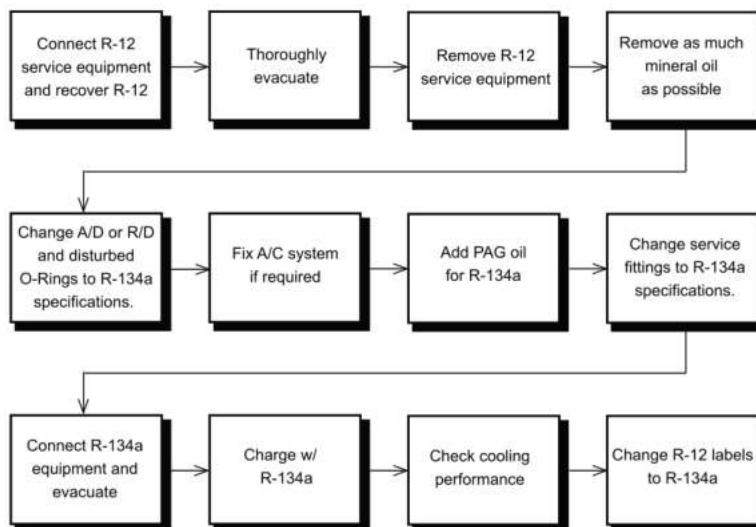 Connect R-12
service equipment
and recover R-12
Thoroughly
evacuate
Remove R-12
service equipment
Remove as much
mineral oil
as possible
Change A/D or R/D
and disturbed
O-Rings to R-134a
specifications.
Fix A/C system
if required
Add PAG oil
for R-134a
Change service
fittings to R-134a
specifications.
Connect R-134a
equipment and
evacuate
Charge w/
R-134a
Check cooling
performance
Change R-12 labels
to R-134a